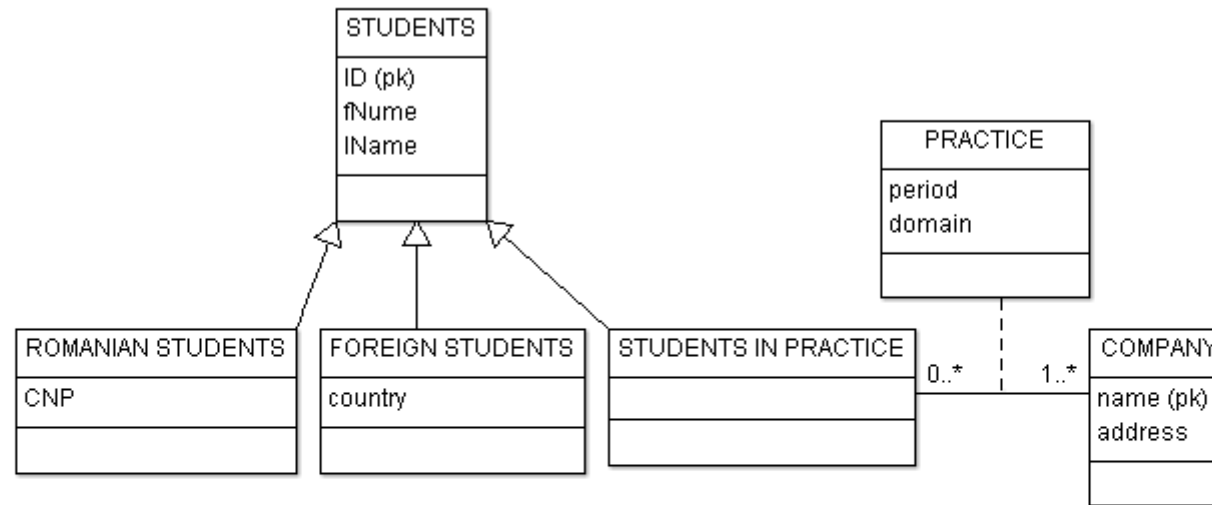 STUDENTS
ID (pk)
fNume
lName
PRACTICE
period
domain
ROMANIAN STUDENTS
CNP
FOREIGN STUDENTS
country
STUDENTS IN PRACTICE
0..*
1..*
COMPANY
name (pk)
address